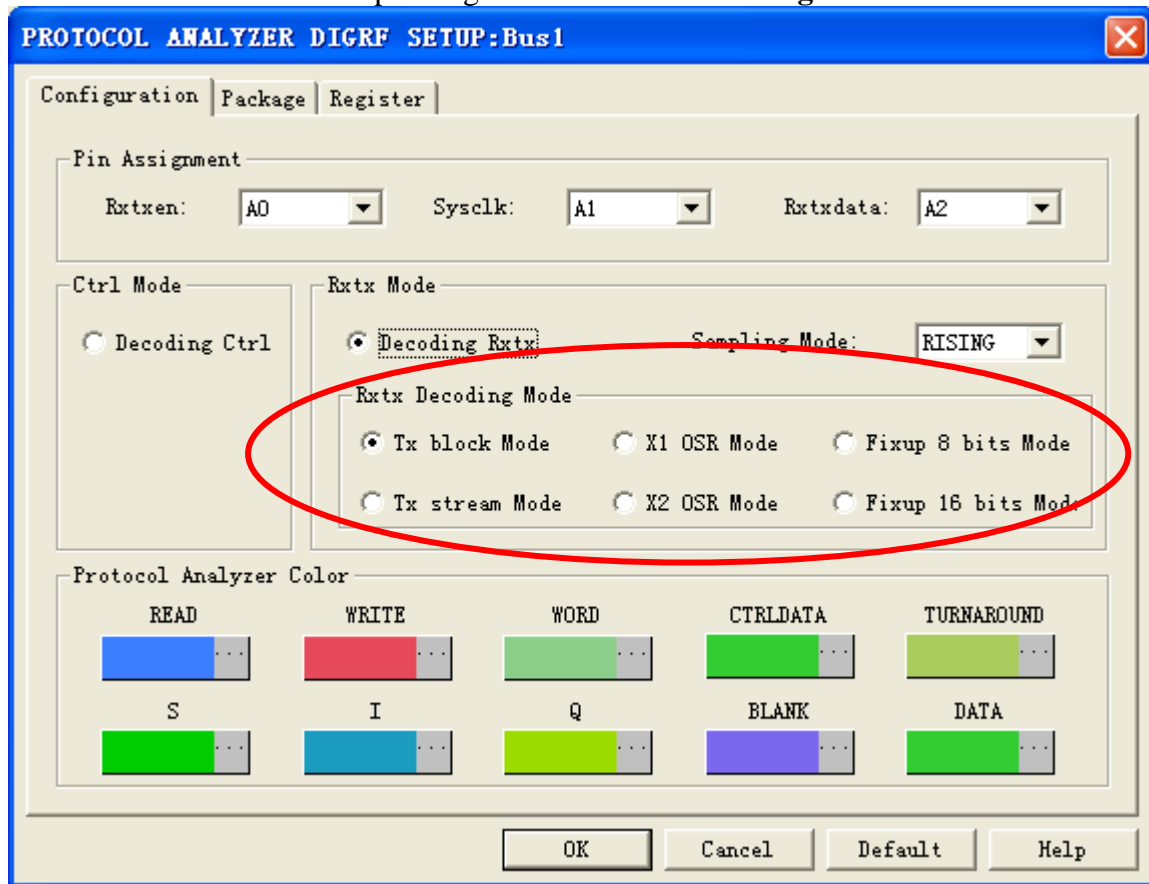 PROTOCOL ANALYZER DIGRF SETUP:Bus1
Configuration Package Register
Pin Assignment
Rxtxen: A0 Sysclk: A1 Rxtxdata: A2
Ctrl Mode Rxtx Mode
Decoding Ctrl Decoding Rxtx Sampling Mode: RISING
Rxtx Decoding Mode
Tx block Mode X1 OSR Mode Fixup 8 bits Mode
Tx stream Mode X2 OSR Mode Fixup 16 bits Mode
Protocol Analyzer Color
READ WRITE WORD CTRLDATA TURNAROUND
... ... ... ... ...
S I Q BLANK DATA
... ... ... ... ...
OK Cancel Default Help